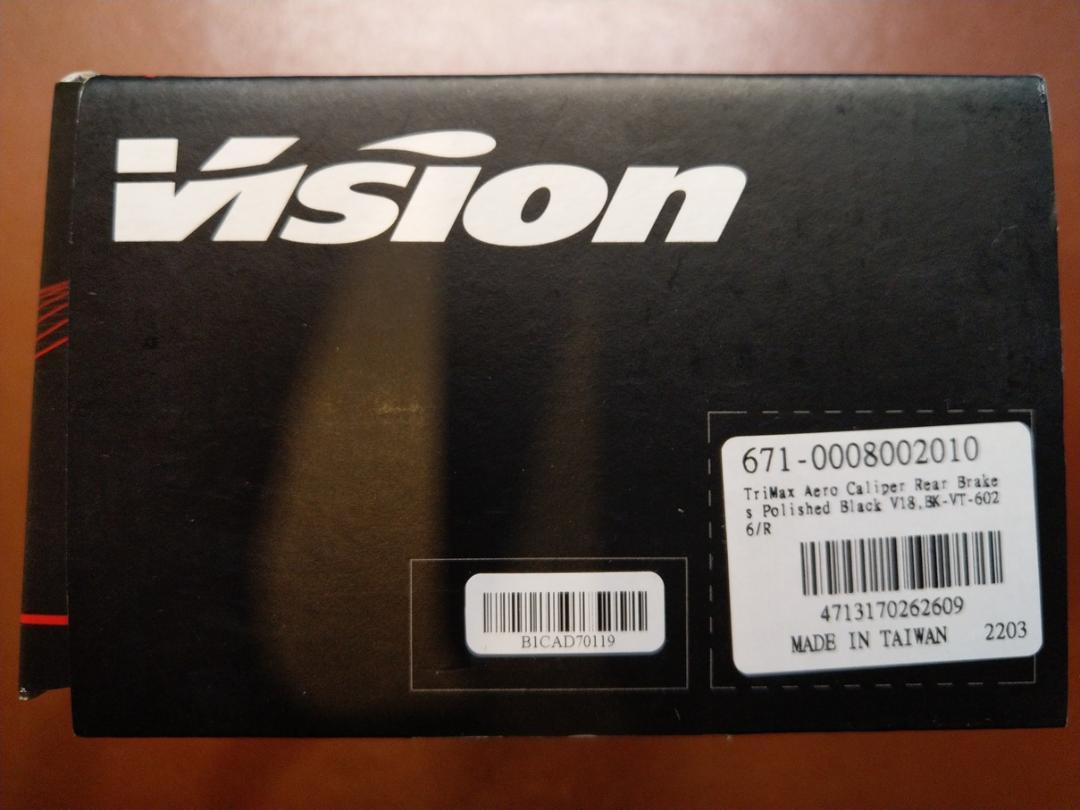 Vision
671-0008002010
TriMax Aero Caliper Rear Brake
s Polished Black V18,BK-VT-602
6/R
4713170262609
MADE IN TAIWAN 2203
B1CAD70119